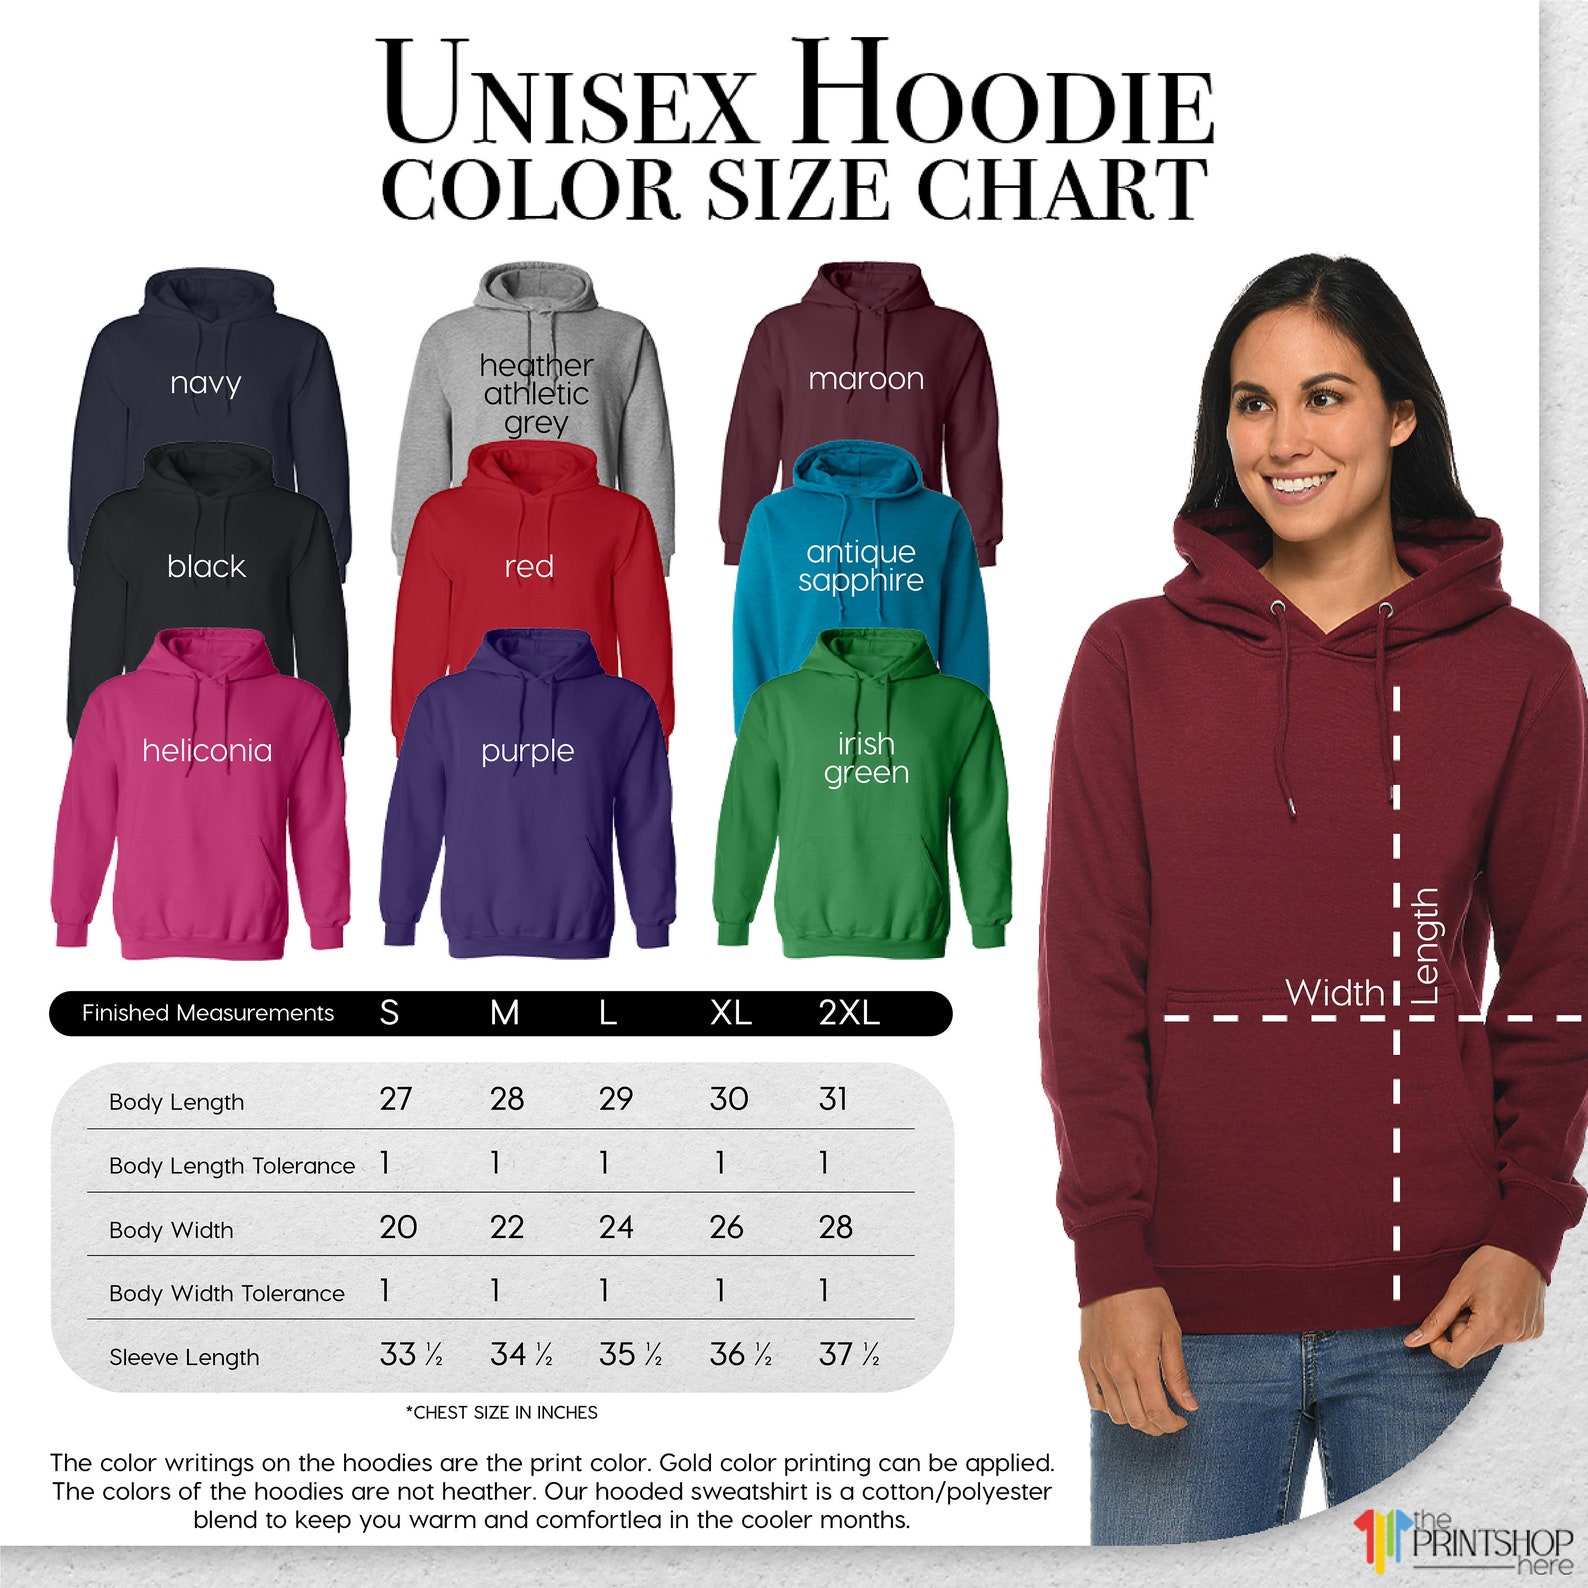 UNISEX HOODIE
COLOR SIZE CHART
navy
heather
athletic
grey
maroon
black
red
antique
sapphire
heliconia
purple
irish
green
Width
Length
Finished Measurements S M L XL 2XL
Body Length 27 28 29 30 31
Body Length Tolerance 1 1 1 1 1
Body Width 20 22 24 26 28
Body Width Tolerance 1 1 1 1 1
Sleeve Length 33 ½ 34 ½ 35 ½ 36 ½ 37 ½
*CHEST SIZE IN INCHES
The color writings on the hoodies are the print color. Gold color printing can be applied.
The colors of the hoodies are not heather. Our hooded sweatshirt is a cotton/polyester
blend to keep you warm and comfortlea in the cooler months.
the
PRINTSHOP
here